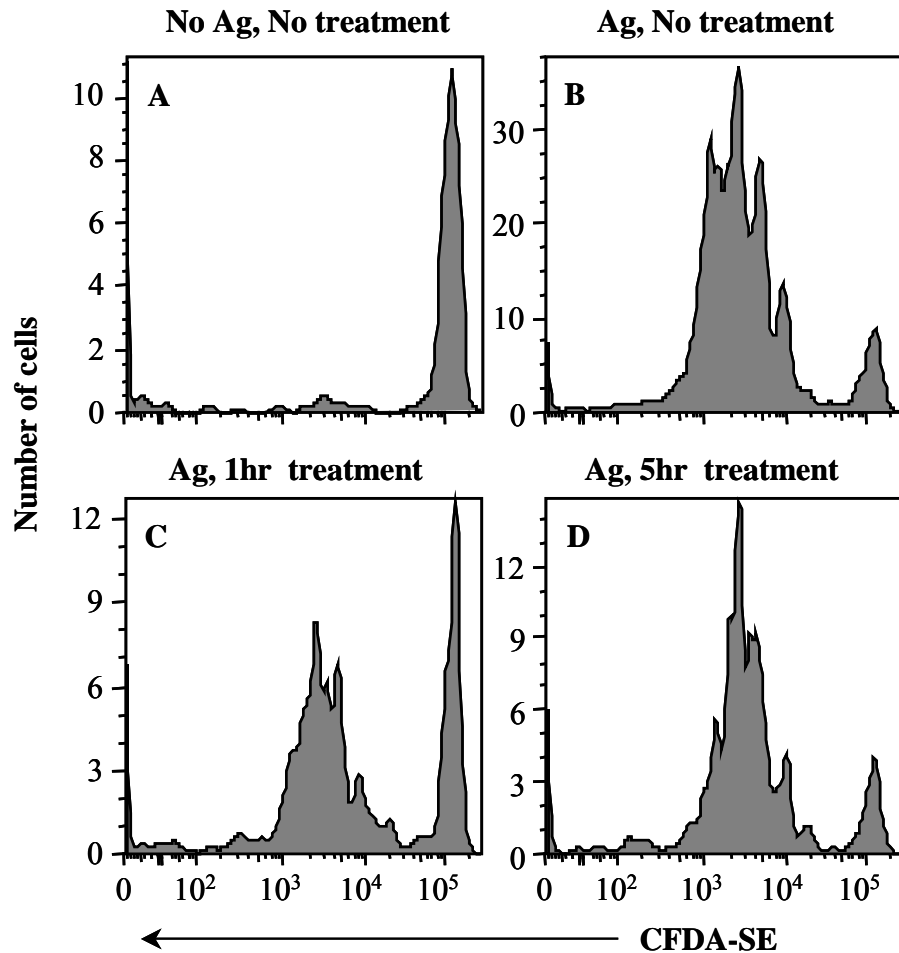 No Ag, No treatment
Ag, No treatment
A
B
10
8
6
4
2
0
30
20
10
0
Number of cells
Ag, 1hr treatment
Ag, 5hr treatment
C
D
12
9
6
3
0
12
9
6
3
0
0 10² 10³ 10⁴ 10⁵
0 10² 10³ 10⁴ 10⁵
CFDA-SE